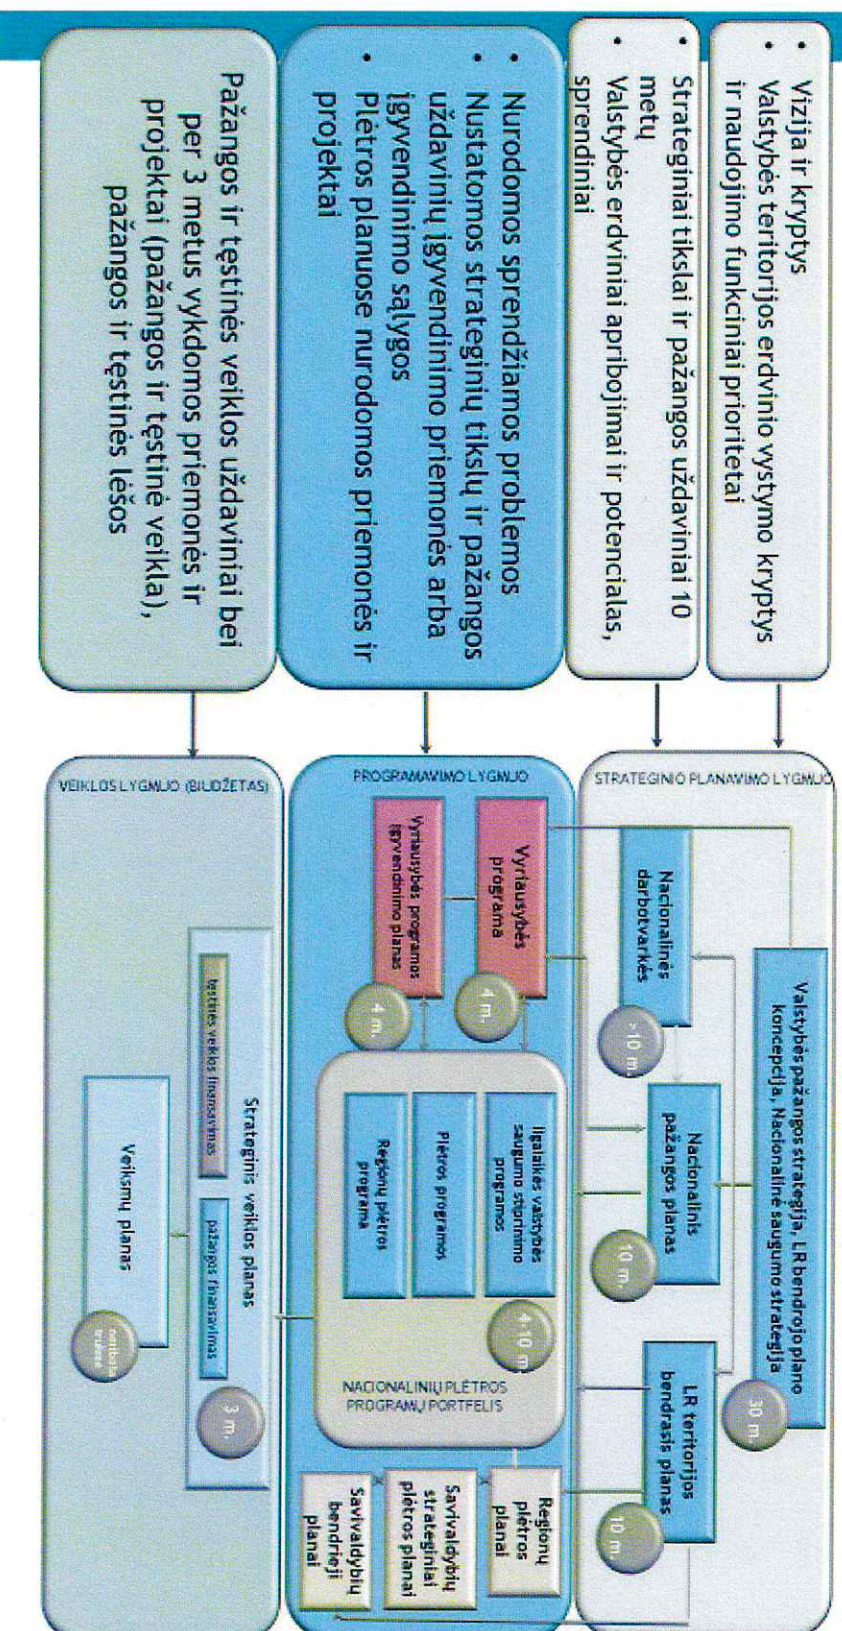 • Vizija ir kryptys
• Valstybės teritorijos erdvinio vystymo kryptys
ir naudojimo funkciniai prioritetai
• Strateginiai tikslai ir pažangos uždaviniai 10
metų
• Valstybės erdviniai apribojimai ir potencialas,
sprendiniai
• Nurodomos sprendžiamos problemos
• Nustatomos strateginių tikslų ir pažangos
uždavinių įgyvendinimo priemonės arba
įgyvendinimo sąlygos
• Plėtros planuose nurodomos priemonės ir
projektai
Pažangos ir tęstinės veiklos uždaviniai bei
per 3 metus vykdomos priemonės ir
projektai (pažangos ir tęstinė veikla),
pažangos ir tęstinės lėšos
STRATEGINIO PLANAVIMO LYGMUO
Valstybės pažangos strategija, LR bendrojo plano
koncepcija, Nacionalinė saugumo strategija
30 m.
Nacionalinės
darbotvarkės
>10 m.
Nacionalinis
pažangos planas
10 m.
LR teritorijos
bendrasis planas
10 m.
PROGRAMAVIMO LYGMUO
Vyriausybės
programa
4 m.
Vyriausybės programos
įgyvendinimo planas
4 m.
Ilgalaikės valstybės
saugumo stiprinimo
programos
4-10 m.
Plėtros programos
Regionų plėtros
programa
NACIONALINIŲ PLĖTROS
PROGRAMŲ PORTFELIS
Regionų
plėtros
planai
Savivaldybių
strateginiai
plėtros planai
Savivaldybių
bendrieji
planai
VEIKLOS LYGMUO (BIUDŽETAS)
Strateginis veiklos planas
3 m.
tęstinės veiklos finansavimas
pažangos finansavimas
Veiksmų planas
neribota
trukmė